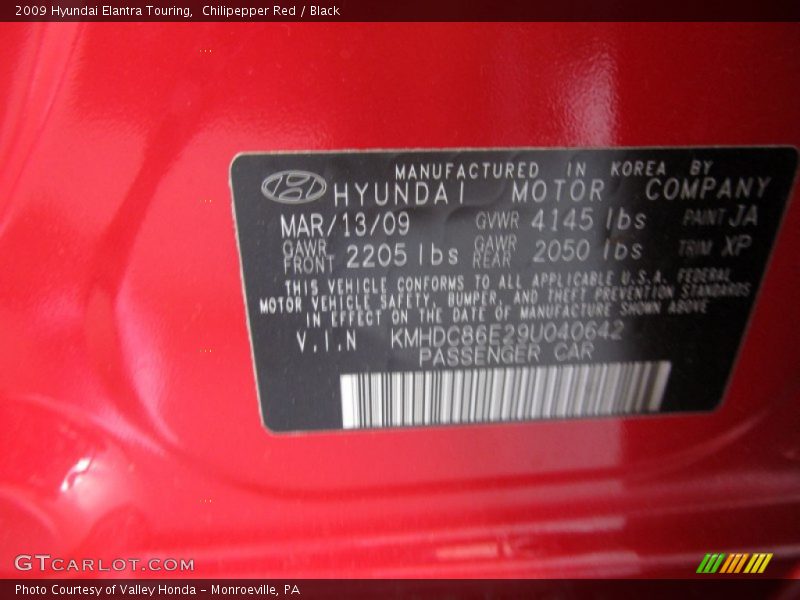 2009 Hyundai Elantra Touring,  Chilipepper Red / Black
MANUFACTURED IN KOREA BY
HYUNDAI MOTOR COMPANY
MAR/13/09 GVWR 4145 lbs PAINT JA
GAWR FRONT 2205 lbs GAWR REAR 2050 lbs TRIM XP
THIS VEHICLE CONFORMS TO ALL APPLICABLE U.S.A. FEDERAL
MOTOR VEHICLE SAFETY, BUMPER, AND THEFT PREVENTION STANDARDS
IN EFFECT ON THE DATE OF MANUFACTURE SHOWN ABOVE
V.I.N KMHDC86E29U040642
PASSENGER CAR
GTCARLOT.COM
Photo Courtesy of Valley Honda - Monroeville, PA